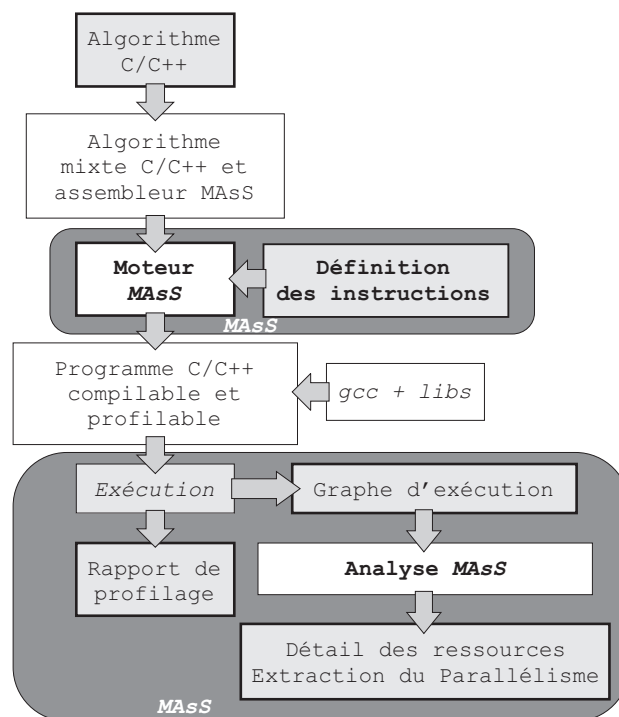 Algorithme
C/C++
Algorithme
mixte C/C++ et
assembleur MAsS
Moteur
MAsS
Définition
des instructions
MAsS
Programme C/C++
compilable et
profilable
gcc + libs
Exécution
Graphe d'exécution
Rapport de
profilage
Analyse MAsS
Détail des ressources
Extraction du Parallélisme
MAsS